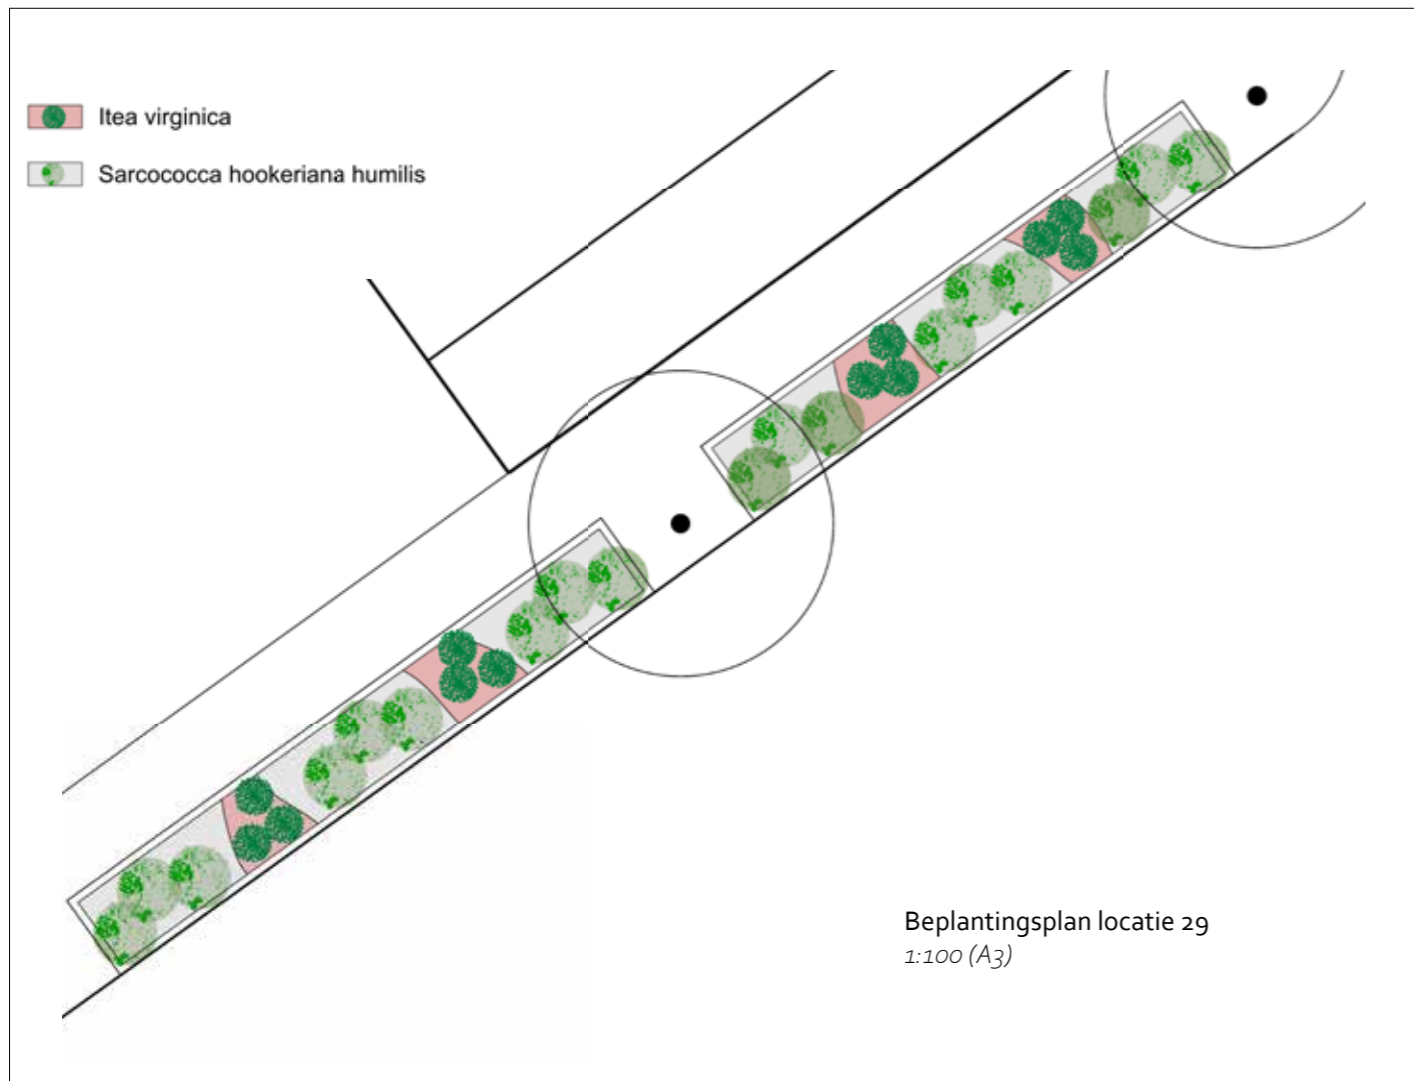 Itea virginica
Sarcococca hookeriana humilis
Beplantingsplan locatie 29
1:100 (A3)